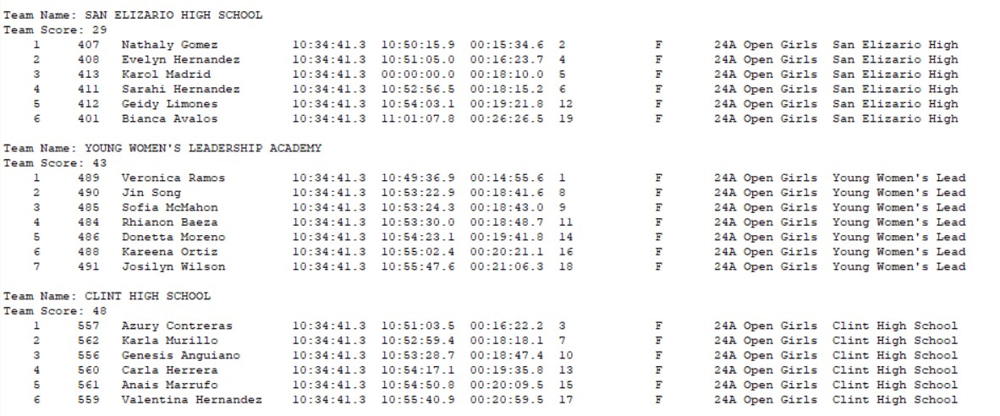 Team Name: SAN ELIZARIO HIGH SCHOOL
Team Score: 29
1 407 Nathaly Gomez 10:34:41.3 10:50:15.9 00:15:34.6 2 F 24A Open Girls San Elizario High
2 408 Evelyn Hernandez 10:34:41.3 10:51:05.0 00:16:23.7 4 F 24A Open Girls San Elizario High
3 413 Karol Madrid 10:34:41.3 00:00:00.0 00:18:10.0 5 F 24A Open Girls San Elizario High
4 411 Sarahi Hernandez 10:34:41.3 10:52:56.5 00:18:15.2 6 F 24A Open Girls San Elizario High
5 412 Geidy Limones 10:34:41.3 10:54:03.1 00:19:21.8 12 F 24A Open Girls San Elizario High
6 401 Bianca Avalos 10:34:41.3 11:01:07.8 00:26:26.5 19 F 24A Open Girls San Elizario High
Team Name: YOUNG WOMEN'S LEADERSHIP ACADEMY
Team Score: 43
1 489 Veronica Ramos 10:34:41.3 10:49:36.9 00:14:55.6 1 F 24A Open Girls Young Women's Lead
2 490 Jin Song 10:34:41.3 10:53:22.9 00:18:41.6 8 F 24A Open Girls Young Women's Lead
3 485 Sofia McMahon 10:34:41.3 10:53:24.3 00:18:43.0 9 F 24A Open Girls Young Women's Lead
4 484 Rhianon Baeza 10:34:41.3 10:53:30.0 00:18:48.7 11 F 24A Open Girls Young Women's Lead
5 486 Donetta Moreno 10:34:41.3 10:54:23.1 00:19:41.8 14 F 24A Open Girls Young Women's Lead
6 488 Kareena Ortiz 10:34:41.3 10:55:02.4 00:20:21.1 16 F 24A Open Girls Young Women's Lead
7 491 Josilyn Wilson 10:34:41.3 10:55:47.6 00:21:06.3 18 F 24A Open Girls Young Women's Lead
Team Name: CLINT HIGH SCHOOL
Team Score: 48
1 557 Azury Contreras 10:34:41.3 10:51:03.5 00:16:22.2 3 F 24A Open Girls Clint High School
2 562 Karla Murillo 10:34:41.3 10:52:59.4 00:18:18.1 7 F 24A Open Girls Clint High School
3 556 Genesis Anguiano 10:34:41.3 10:53:28.7 00:18:47.4 10 F 24A Open Girls Clint High School
4 560 Carla Herrera 10:34:41.3 10:54:17.1 00:19:35.8 13 F 24A Open Girls Clint High School
5 561 Anais Marrufo 10:34:41.3 10:54:50.8 00:20:09.5 15 F 24A Open Girls Clint High School
6 559 Valentina Hernandez 10:34:41.3 10:55:40.9 00:20:59.5 17 F 24A Open Girls Clint High School